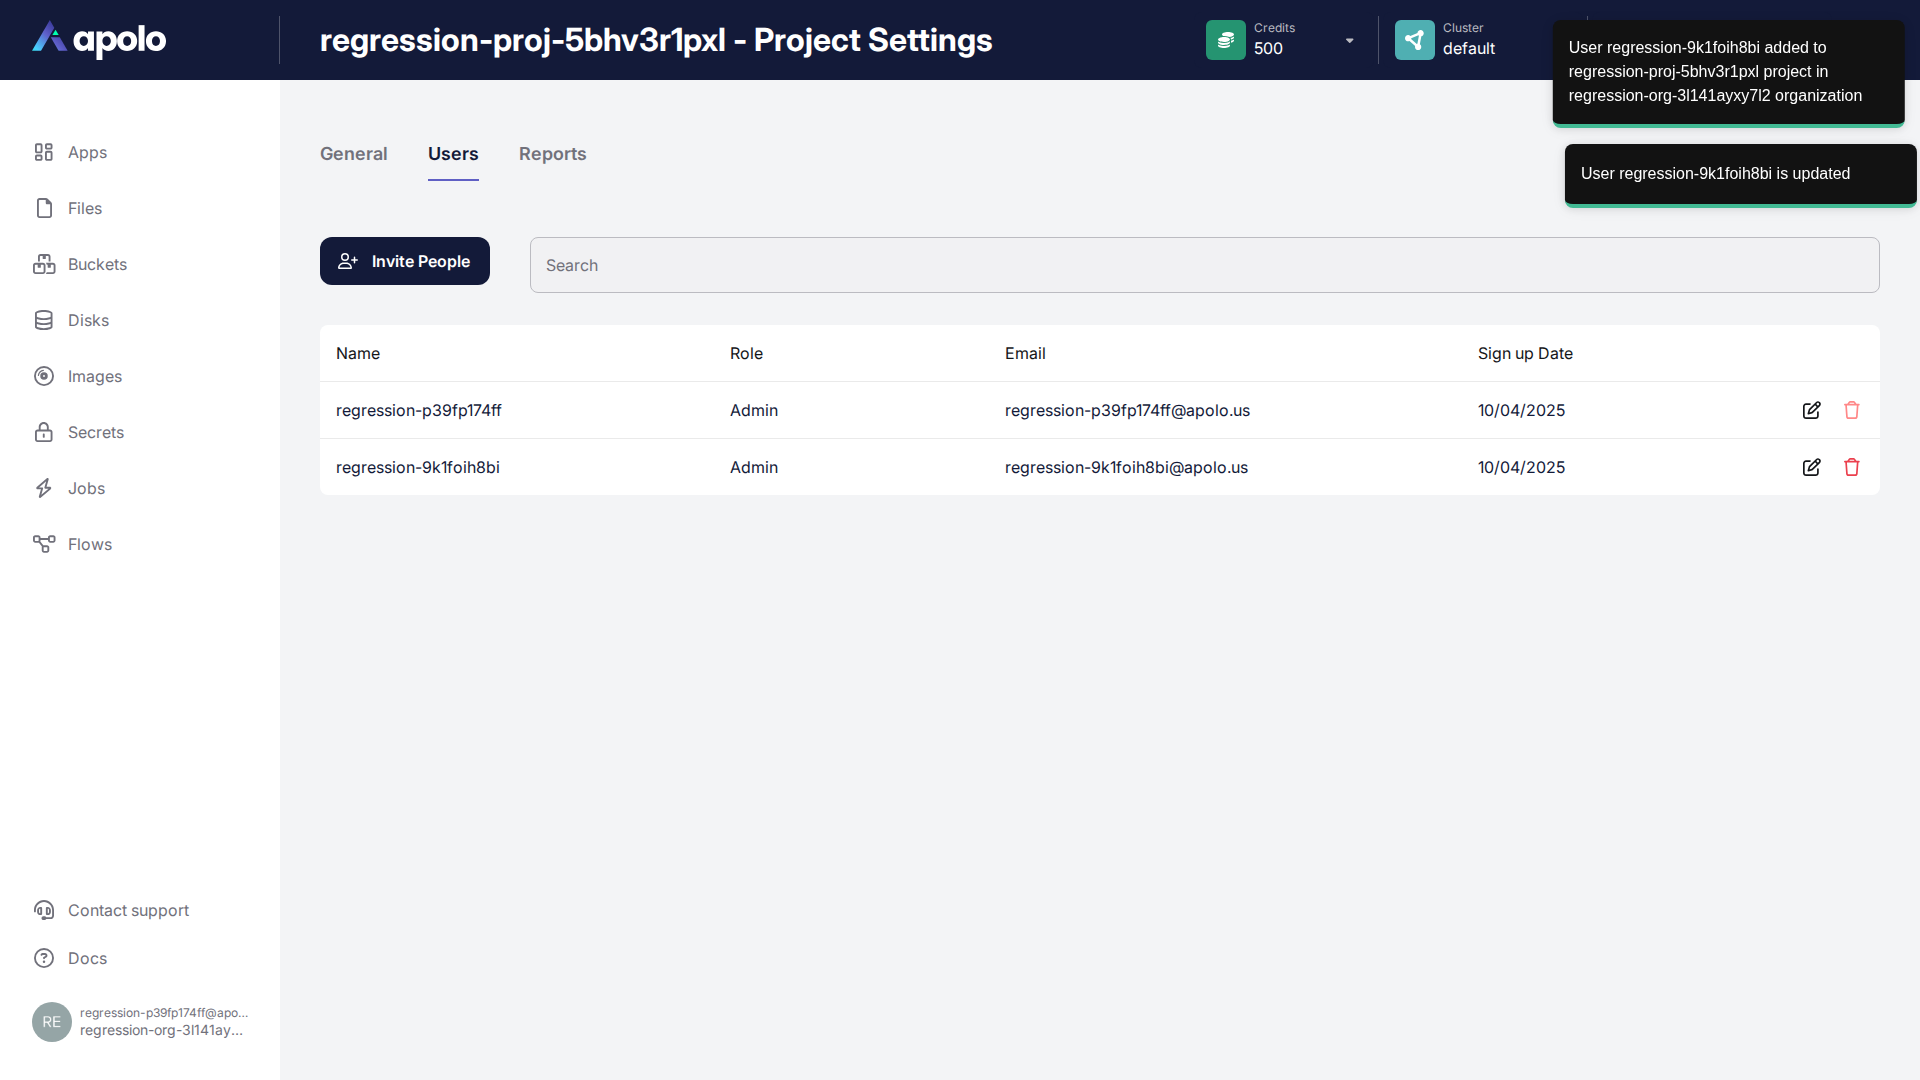 apolo
regression-proj-5bhv3r1pxl - Project Settings
Credits
500
Cluster
default
User regression-9k1foih8bi added to
regression-proj-5bhv3r1pxl project in
regression-org-3l141ayxy7l2 organization
User regression-9k1foih8bi is updated
Apps
Files
Buckets
Disks
Images
Secrets
Jobs
Flows
Contact support
Docs
RE
regression-p39fp174ff@apo...
regression-org-3l141ay...
General
Users
Reports
Invite People
Search
Name Role Email Sign up Date
regression-p39fp174ff Admin regression-p39fp174ff@apolo.us 10/04/2025
regression-9k1foih8bi Admin regression-9k1foih8bi@apolo.us 10/04/2025